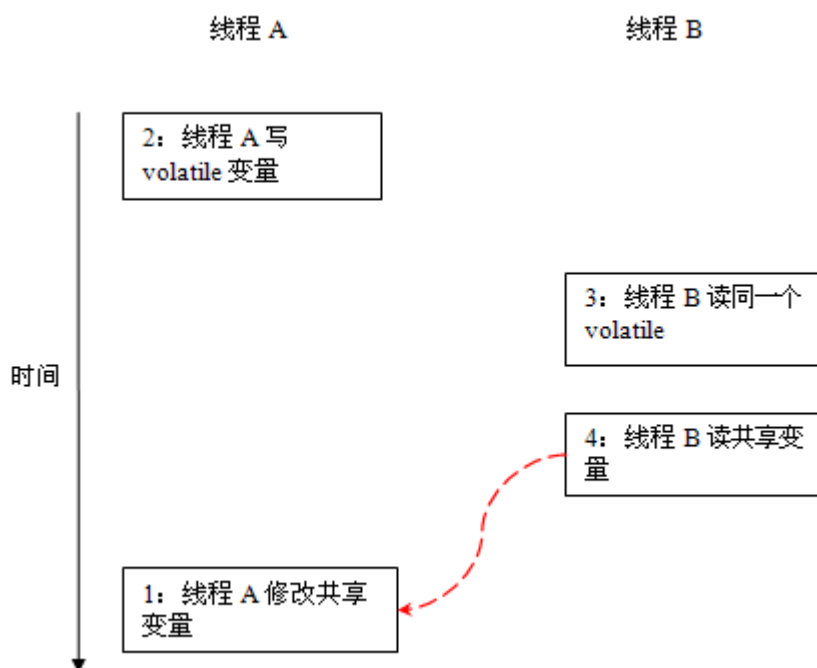 线程 A
线程 B
2：线程 A 写
volatile 变量
3：线程 B 读同一个
volatile
时间
4：线程 B 读共享变
量
1：线程 A 修改共享
变量